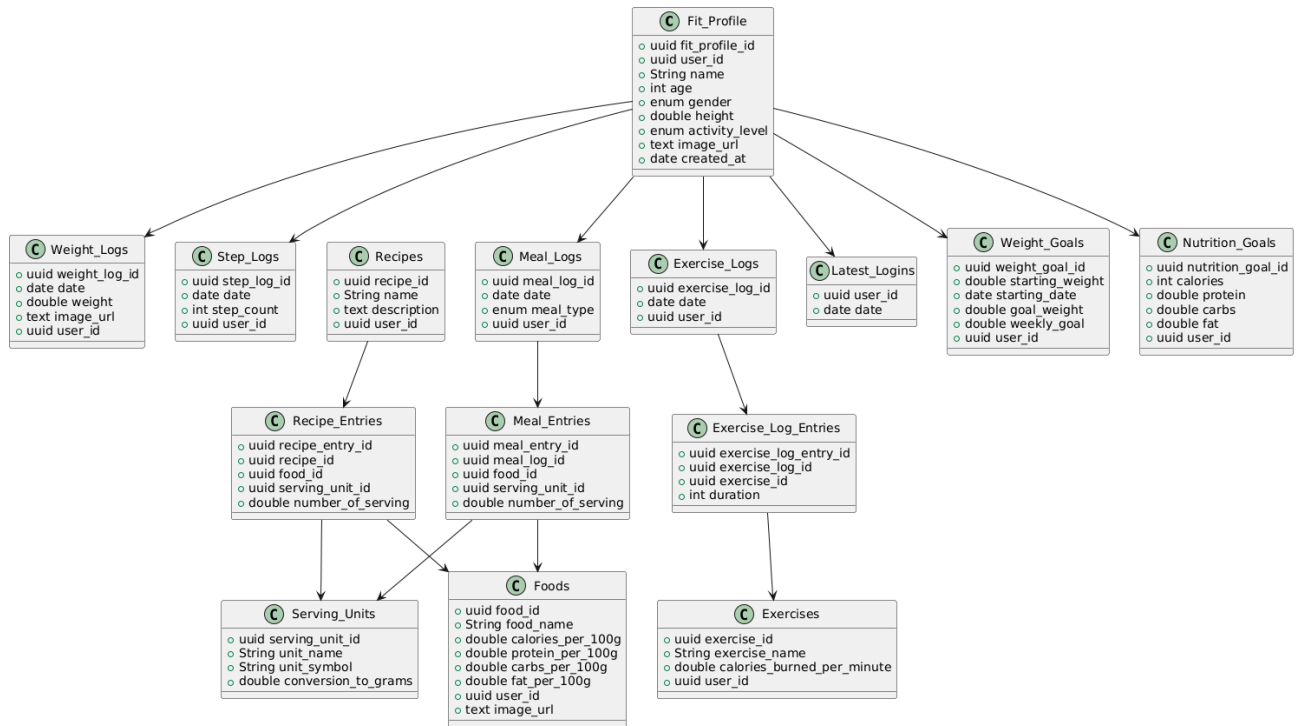 C Fit_Profile
uuid fit_profile_id
uuid user_id
String name
int age
enum gender
double height
enum activity_level
text image_url
date created_at
C Weight_Logs
uuid weight_log_id
date date
double weight
text image_url
uuid user_id
C Step_Logs
uuid step_log_id
date date
int step_count
uuid user_id
C Recipes
uuid recipe_id
String name
text description
uuid user_id
C Meal_Logs
uuid meal_log_id
date date
enum meal_type
uuid user_id
C Exercise_Logs
uuid exercise_log_id
date date
uuid user_id
C Latest_Logins
uuid user_id
date date
C Weight_Goals
uuid weight_goal_id
double starting_weight
date starting_date
double goal_weight
double weekly_goal
uuid user_id
C Nutrition_Goals
uuid nutrition_goal_id
int calories
double protein
double carbs
double fat
uuid user_id
C Recipe_Entries
uuid recipe_entry_id
uuid recipe_id
uuid food_id
uuid serving_unit_id
double number_of_serving
C Meal_Entries
uuid meal_entry_id
uuid meal_log_id
uuid food_id
uuid serving_unit_id
double number_of_serving
C Exercise_Log_Entries
uuid exercise_log_entry_id
uuid exercise_log_id
uuid exercise_id
int duration
C Serving_Units
uuid serving_unit_id
String unit_name
String unit_symbol
double conversion_to_grams
C Foods
uuid food_id
String food_name
double calories_per_100g
double protein_per_100g
double carbs_per_100g
double fat_per_100g
uuid user_id
text image_url
C Exercises
uuid exercise_id
String exercise_name
double calories_burned_per_minute
uuid user_id